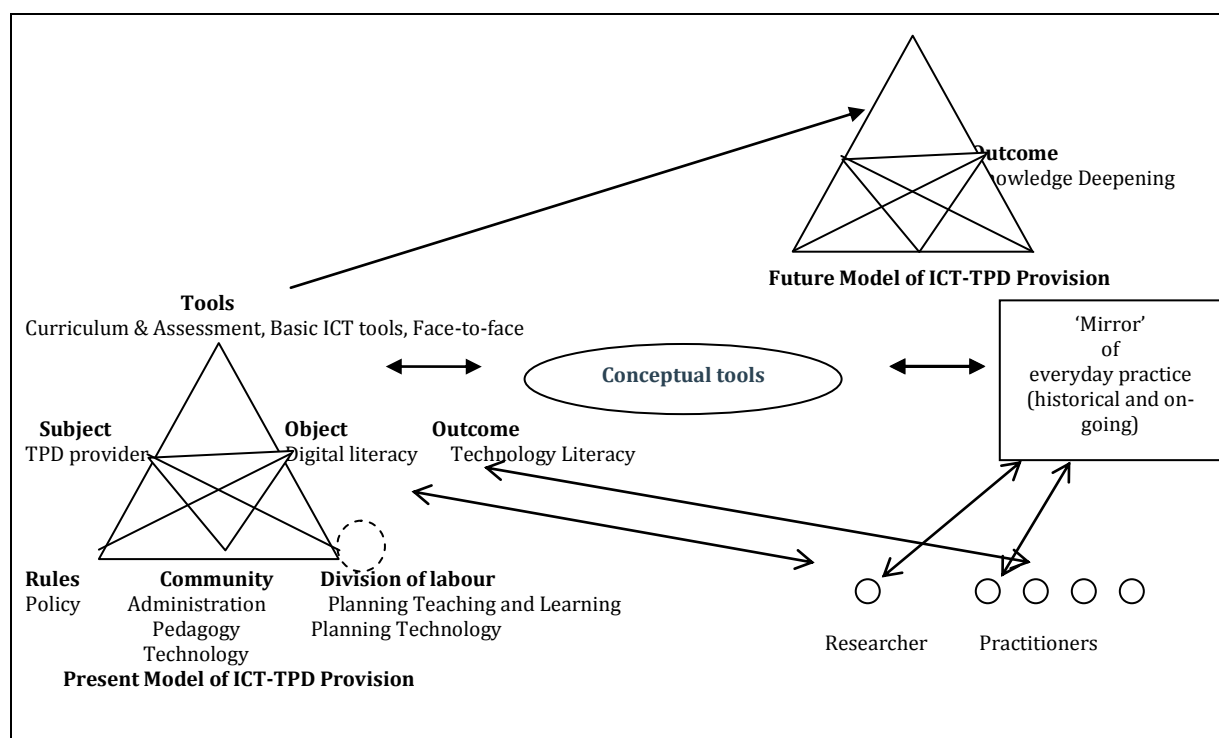 Outcome
Knowledge Deepening
Future Model of ICT-TPD Provision
Tools
Curriculum & Assessment, Basic ICT tools, Face-to-face
Conceptual tools
‘Mirror’
of
everyday practice
(historical and on-
going)
Subject
TPD provider
Object
Digital literacy
Outcome
Technology Literacy
Rules
Policy
Community
Administration
Pedagogy
Technology
Division of labour
Planning Teaching and Learning
Planning Technology
Present Model of ICT-TPD Provision
Researcher
Practitioners